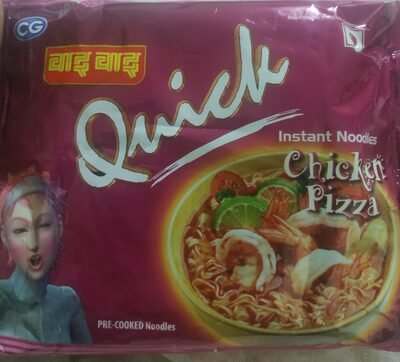 CG
वाइ वाइ
Quick
Instant Noodles
Chicken
Pizza
PRE-COOKED Noodles